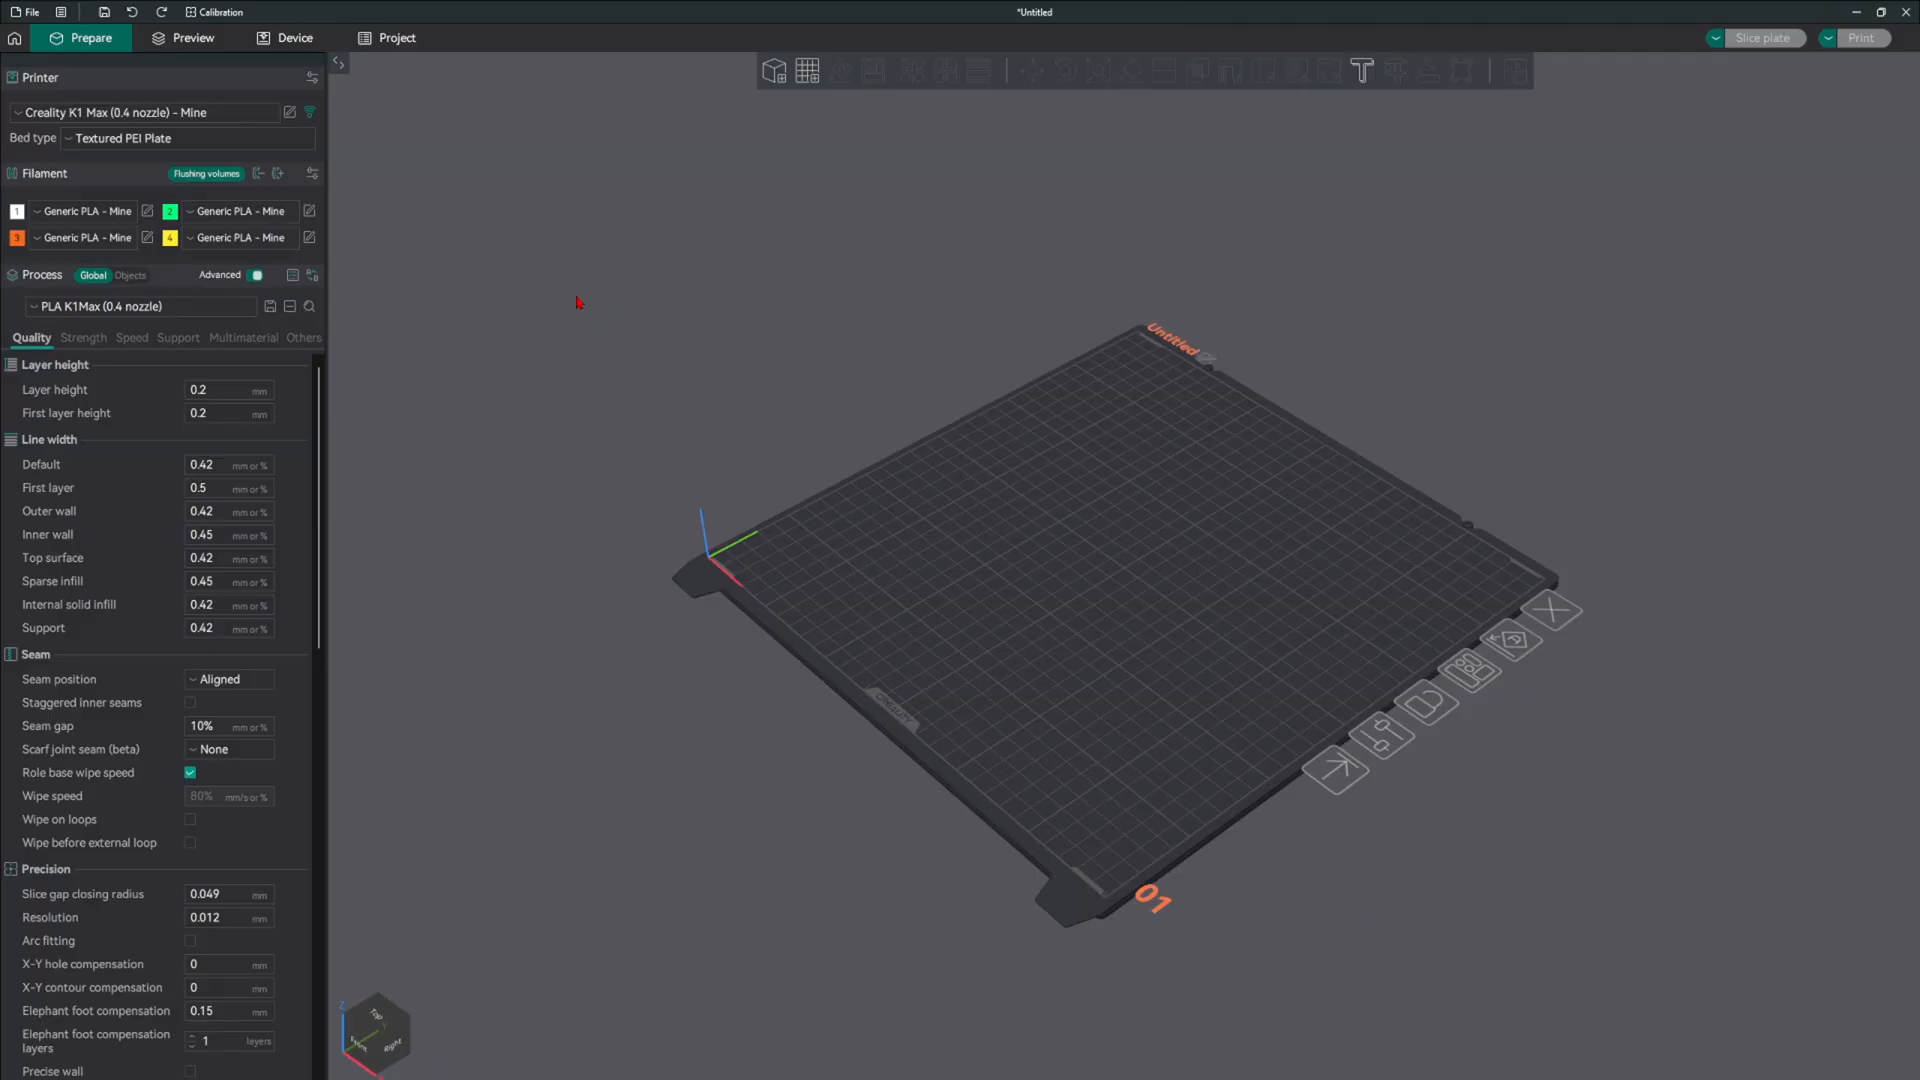 File Calibration *Untitled
Prepare Preview Device Project Slice plate Print
Printer
Creality K1 Max (0.4 nozzle) - Mine
Bed type Textured PEI Plate
Filament Flushing volumes
1 Generic PLA - Mine 2 Generic PLA - Mine
3 Generic PLA - Mine 4 Generic PLA - Mine
Process Global Objects Advanced
PLA K1Max (0.4 nozzle)
Quality Strength Speed Support Multimaterial Others
Layer height
Layer height 0.2 mm
First layer height 0.2 mm
Line width
Default 0.42 mm or %
First layer 0.5 mm or %
Outer wall 0.42 mm or %
Inner wall 0.45 mm or %
Top surface 0.42 mm or %
Sparse infill 0.45 mm or %
Internal solid infill 0.42 mm or %
Support 0.42 mm or %
Seam
Seam position Aligned
Staggered inner seams
Seam gap 10% mm or %
Scarf joint seam (beta) None
Role base wipe speed
Wipe speed 80% mm/s or %
Wipe on loops
Wipe before external loop
Precision
Slice gap closing radius 0.049 mm
Resolution 0.012 mm
Arc fitting
X-Y hole compensation 0 mm
X-Y contour compensation 0 mm
Elephant foot compensation 0.15 mm
Elephant foot compensation
layers 1 layers
Precise wall
Untitled
CREALITY
01
Z
Top
Y
Front
Right